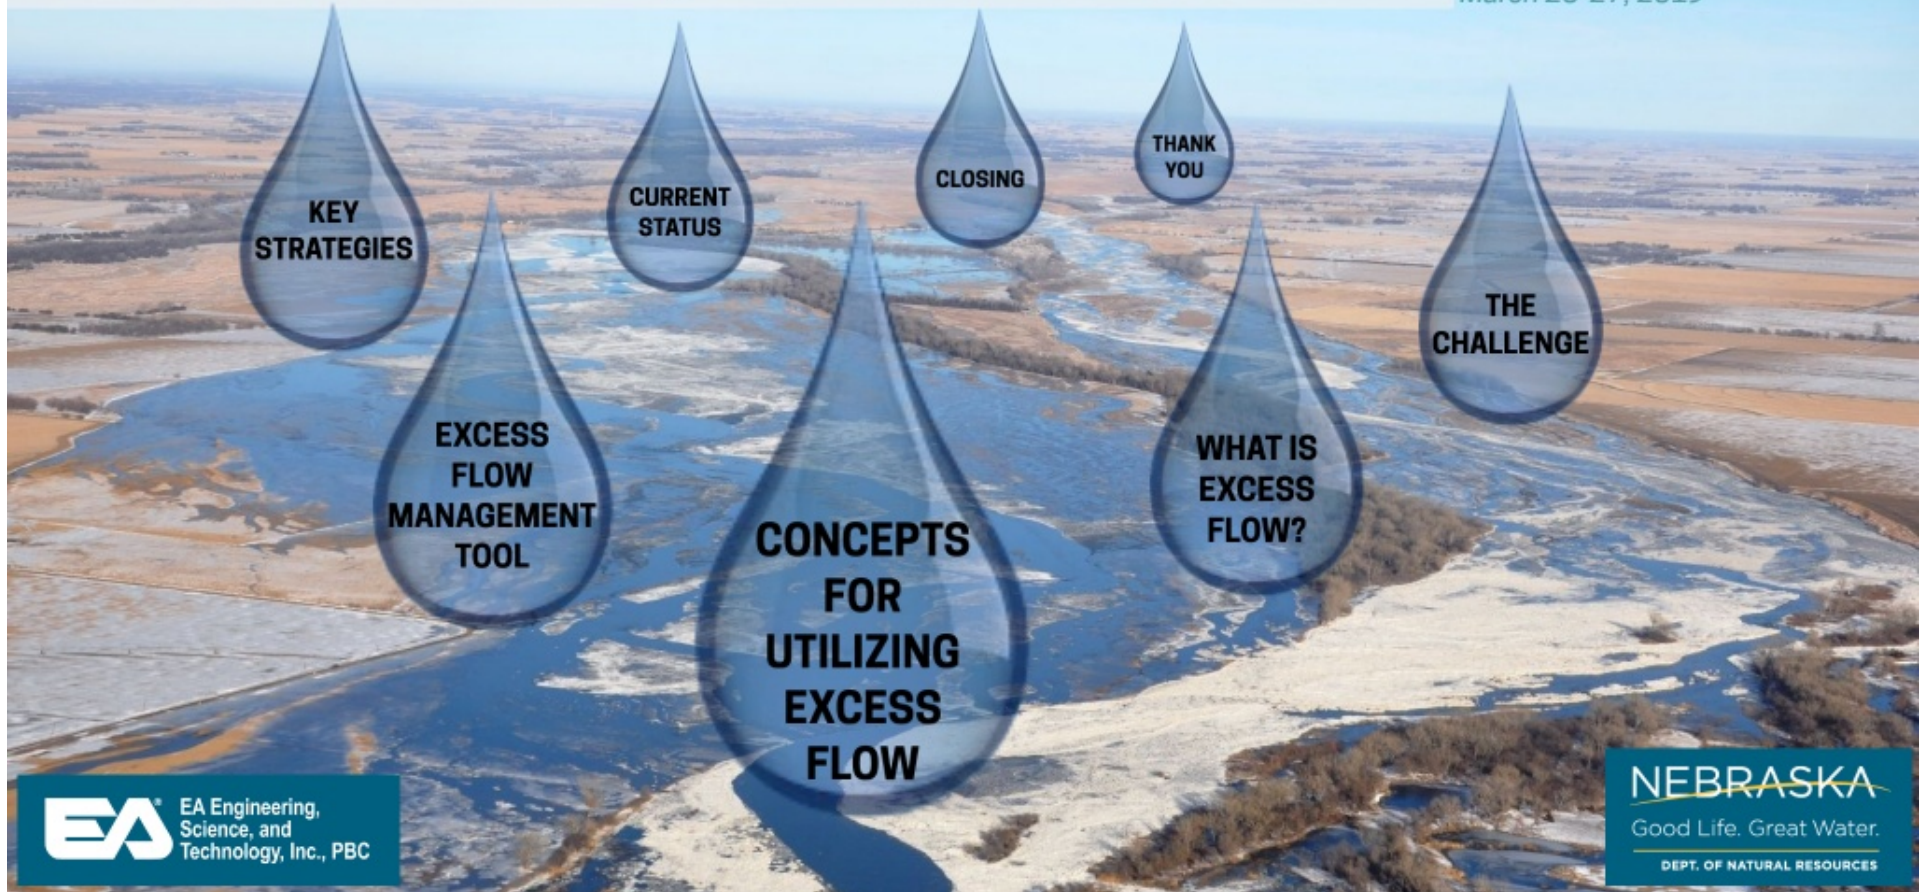 KEY
STRATEGIES
CURRENT
STATUS
CLOSING
THANK
YOU
THE
CHALLENGE
EXCESS
FLOW
MANAGEMENT
TOOL
CONCEPTS
FOR
UTILIZING
EXCESS
FLOW
WHAT IS
EXCESS
FLOW?
EA®
EA Engineering,
Science, and
Technology, Inc., PBC
NEBRASKA
Good Life. Great Water.
DEPT. OF NATURAL RESOURCES